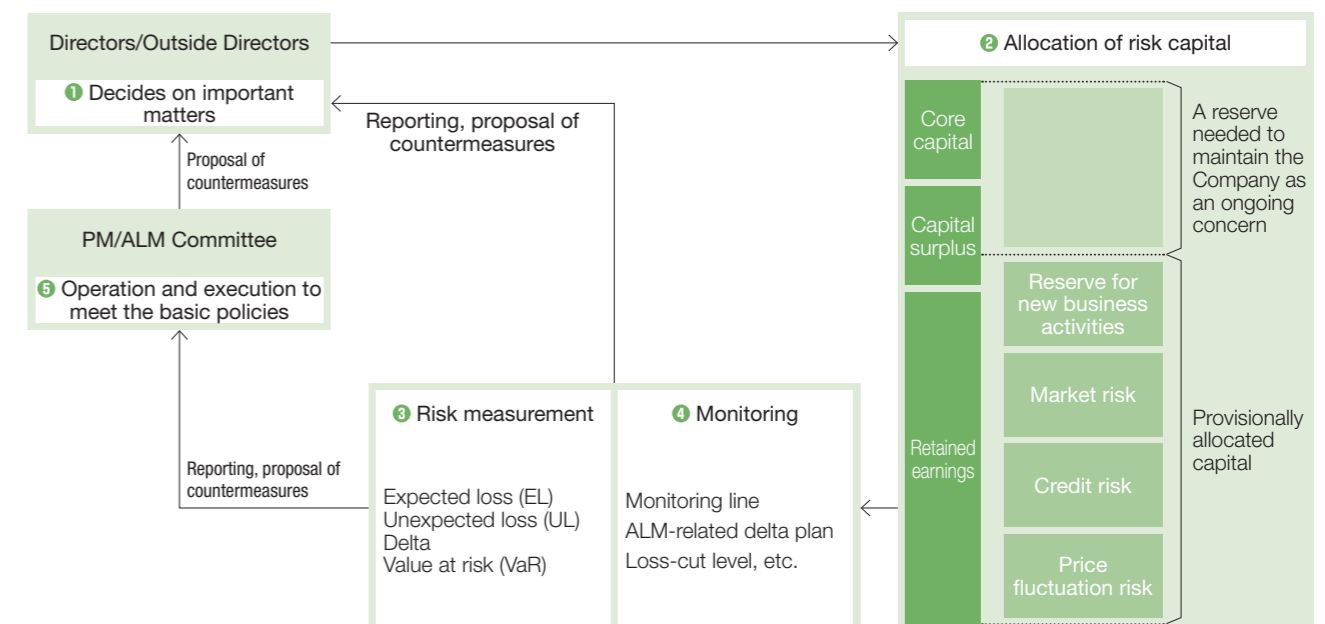 Directors/Outside Directors
❶ Decides on important
matters
Reporting, proposal of
countermeasures
Proposal of
countermeasures
PM/ALM Committee
❺ Operation and execution to
meet the basic policies
Reporting, proposal of
countermeasures
❸ Risk measurement
Expected loss (EL)
Unexpected loss (UL)
Delta
Value at risk (VaR)
❹ Monitoring
Monitoring line
ALM-related delta plan
Loss-cut level, etc.
❷ Allocation of risk capital
Core
capital
Capital
surplus
Retained
earnings
Reserve for
new business
activities
Market risk
Credit risk
Price
fluctuation risk
A reserve
needed to
maintain the
Company as
an ongoing
concern
Provisionally
allocated
capital